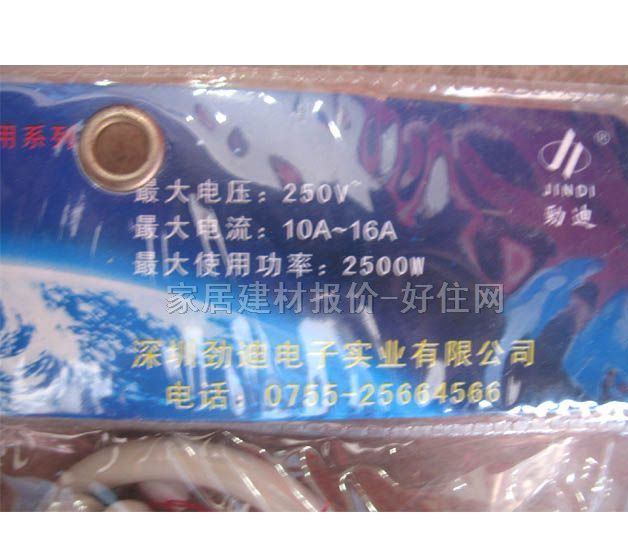 用系列
最大电压：250V~
JINDI®
劲迪
最大电流：10A~16A
最大使用功率：2500W
家居建材报价-好住网
深圳劲迪电子实业有限公司
电话：0755-25664566